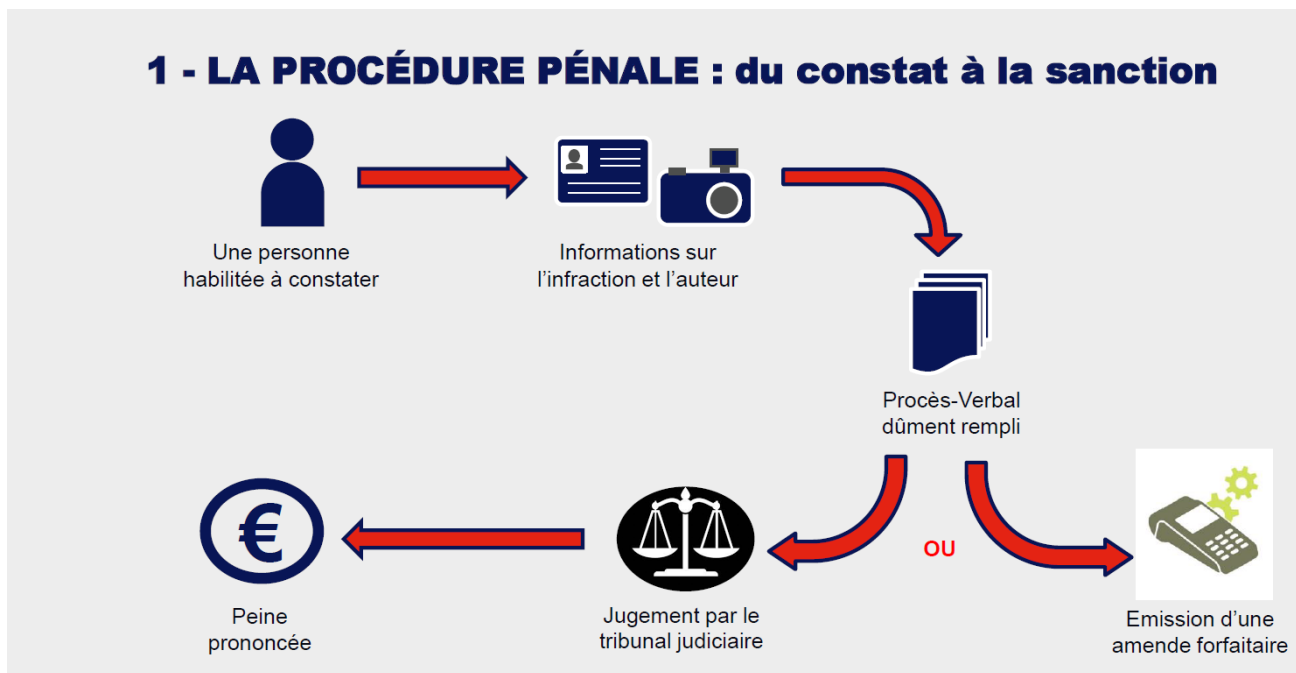 1 - LA PROCÉDURE PÉNALE : du constat à la sanction
Une personne
habilitée à constater
Informations sur
l'infraction et l'auteur
Procès-Verbal
dûment rempli
OU
€
Peine
prononcée
Jugement par le
tribunal judiciaire
Emission d'une
amende forfaitaire